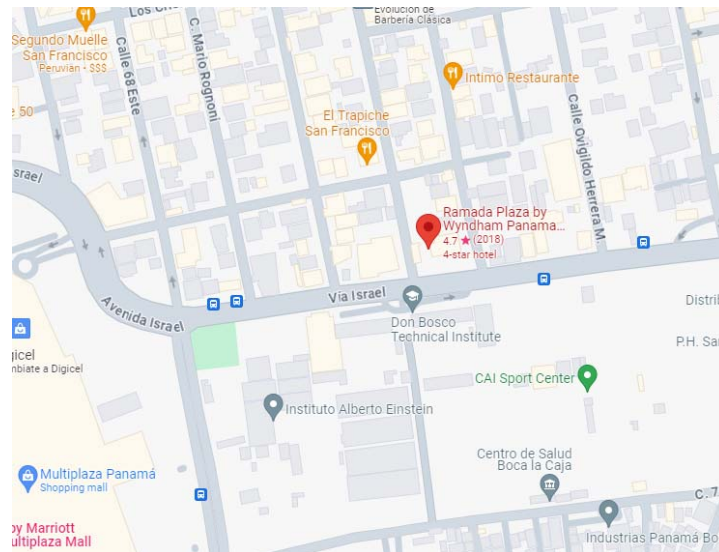 Los Ch
Evolución de
Barbería Clásica
Segundo Muelle
San Francisco
Peruvian - $$$
Calle 68 Este
C. Mario Rognoni
Intimo Restaurante
e 50
El Trapiche
San Francisco
Calle Ovigildo Herrera M.
srael
Ramada Plaza by
Wyndham Panama...
4.7 ★ (2018)
4-star hotel
Vía Israel
Avenida Israel
Distri
Don Bosco
Technical Institute
igicel
mbiate a Digicel
P.H. Sa
CAI Sport Center
Instituto Alberto Einstein
Centro de Salud
Boca la Caja
Multiplaza Panamá
Shopping mall
C. 7
by Marriott
ultiplaza Mall
Industrias Panamá Bo